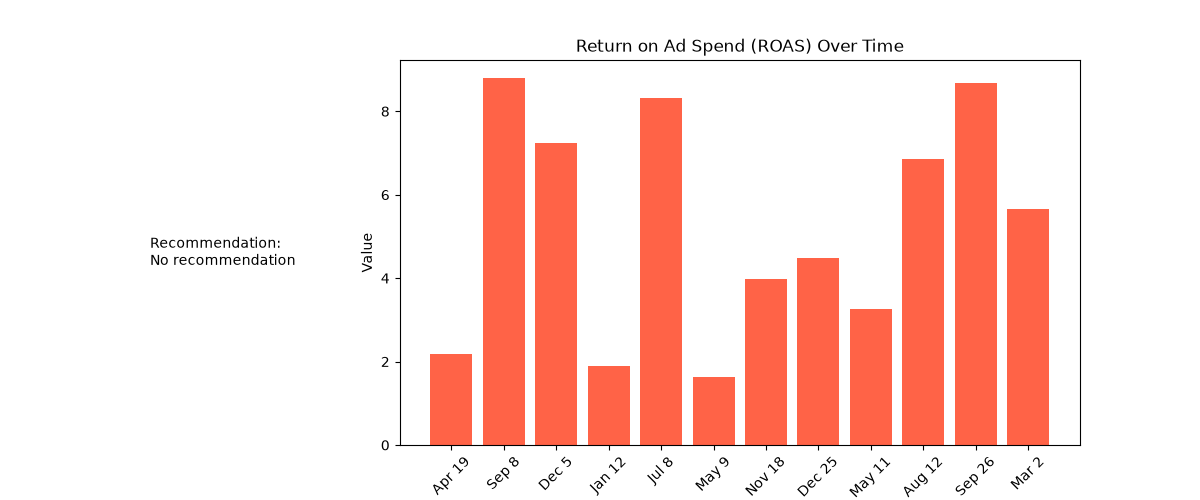 Return on Ad Spend (ROAS) Over Time
Recommendation:
No recommendation
Value
8
6
4
2
0
Apr 19
Sep 8
Dec 5
Jan 12
Jul 8
May 9
Nov 18
Dec 25
May 11
Aug 12
Sep 26
Mar 2